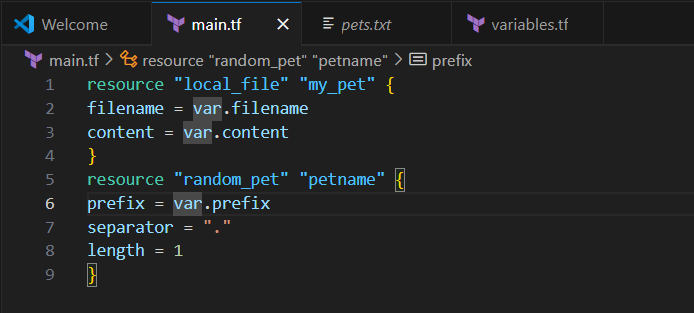 Welcome main.tf × pets.txt variables.tf
main.tf > resource "random_pet" "petname" > prefix
1 resource "local_file" "my_pet" {
2 filename = var.filename
3 content = var.content
4 }
5 resource "random_pet" "petname" {
6 prefix = var.prefix
7 separator = "."
8 length = 1
9 }